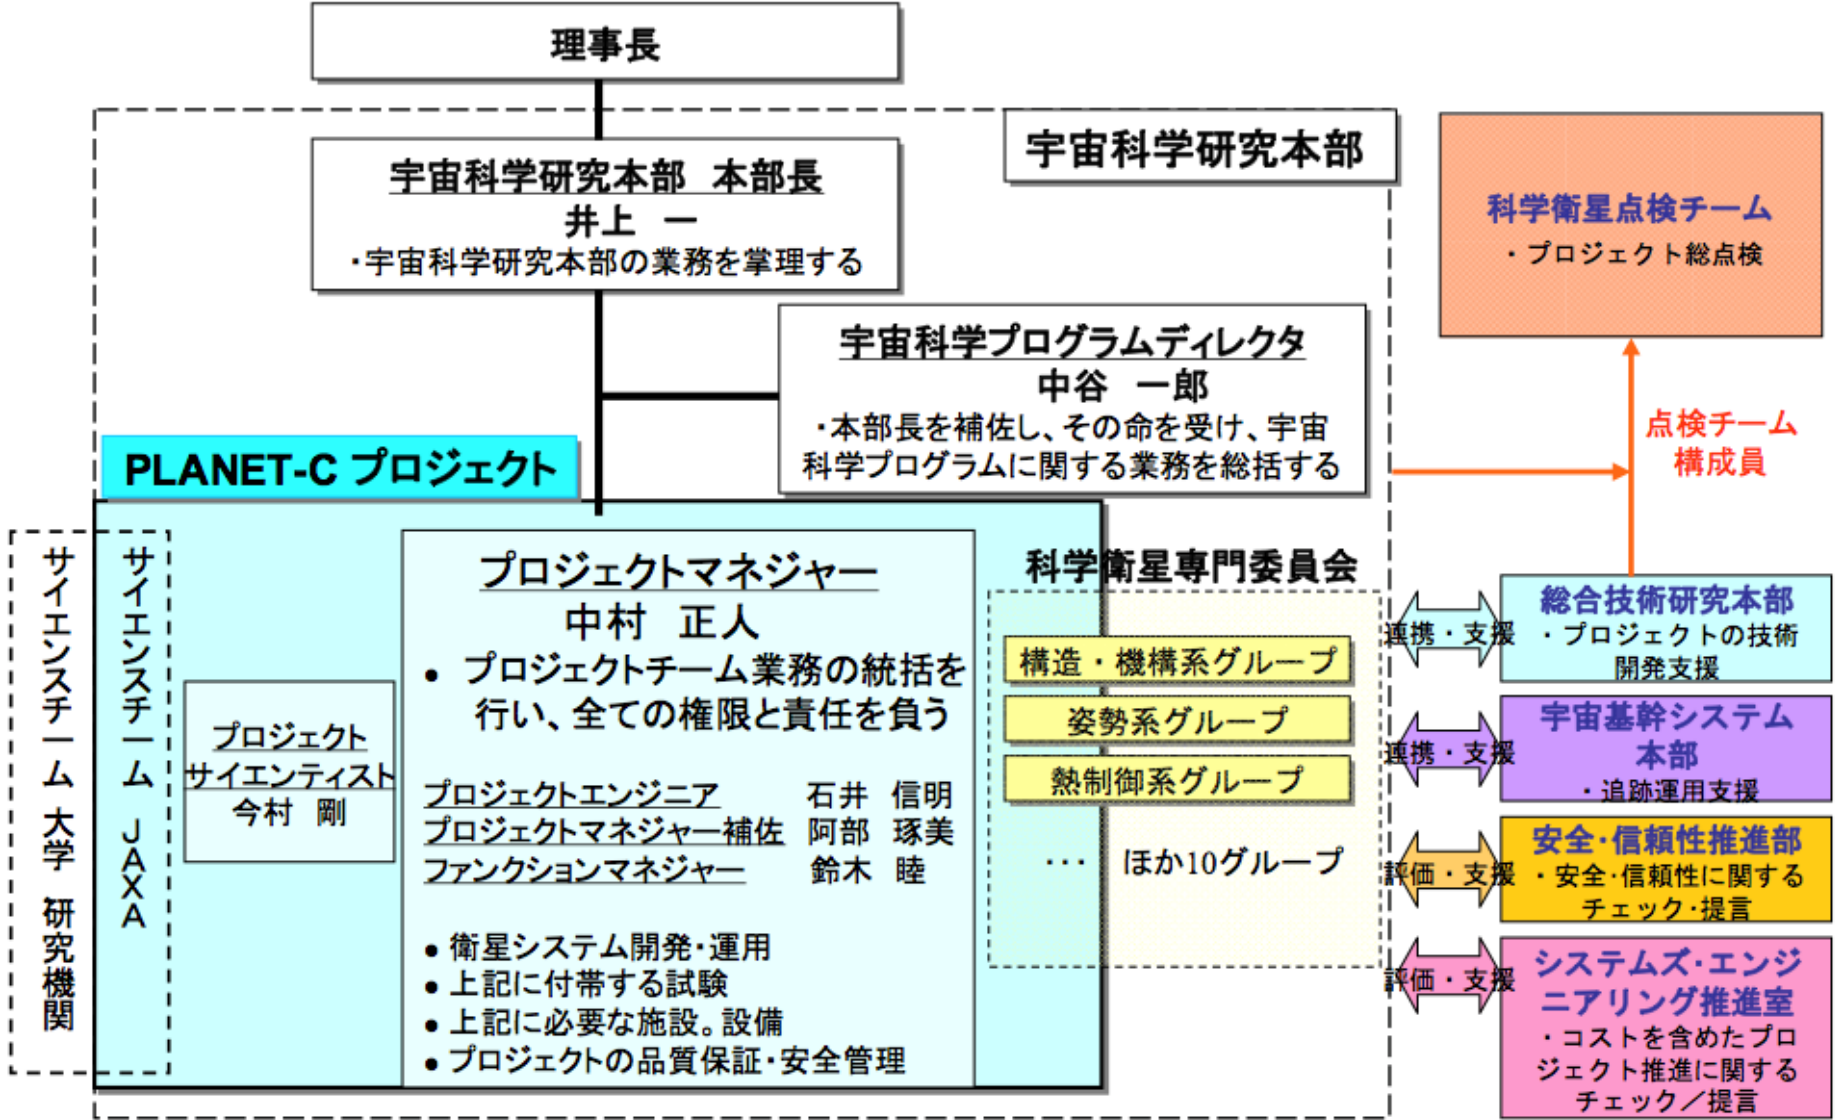 理事長
宇宙科学研究本部
宇宙科学研究本部　本部長
井上　一
・宇宙科学研究本部の業務を掌理する
科学衛星点検チーム
・プロジェクト総点検
宇宙科学プログラムディレクタ
中谷　一郎
・本部長を補佐し、その命を受け、宇宙
科学プログラムに関する業務を総括する
点検チーム
構成員
PLANET-C プロジェクト
サイエンスチーム 大学 研究機関
サイエンスチーム JAXA
プロジェクト
サイエンティスト
今村　剛
プロジェクトマネジャー
中村　正人
• プロジェクトチーム業務の統括を
行い、全ての権限と責任を負う
プロジェクトエンジニア　石井　信明
プロジェクトマネジャー補佐　阿部　琢美
ファンクションマネジャー　鈴木　睦
• 衛星システム開発・運用
• 上記に付帯する試験
• 上記に必要な施設。設備
• プロジェクトの品質保証・安全管理
科学衛星専門委員会
構造・機構系グループ
姿勢系グループ
熱制御系グループ
… ほか10グループ
連携・支援
総合技術研究本部
・プロジェクトの技術
開発支援
連携・支援
宇宙基幹システム
本部
・追跡運用支援
評価・支援
安全・信頼性推進部
・安全・信頼性に関する
チェック・提言
評価・支援
システムズ・エンジ
ニアリング推進室
・コストを含めたプロ
ジェクト推進に関する
チェック／提言